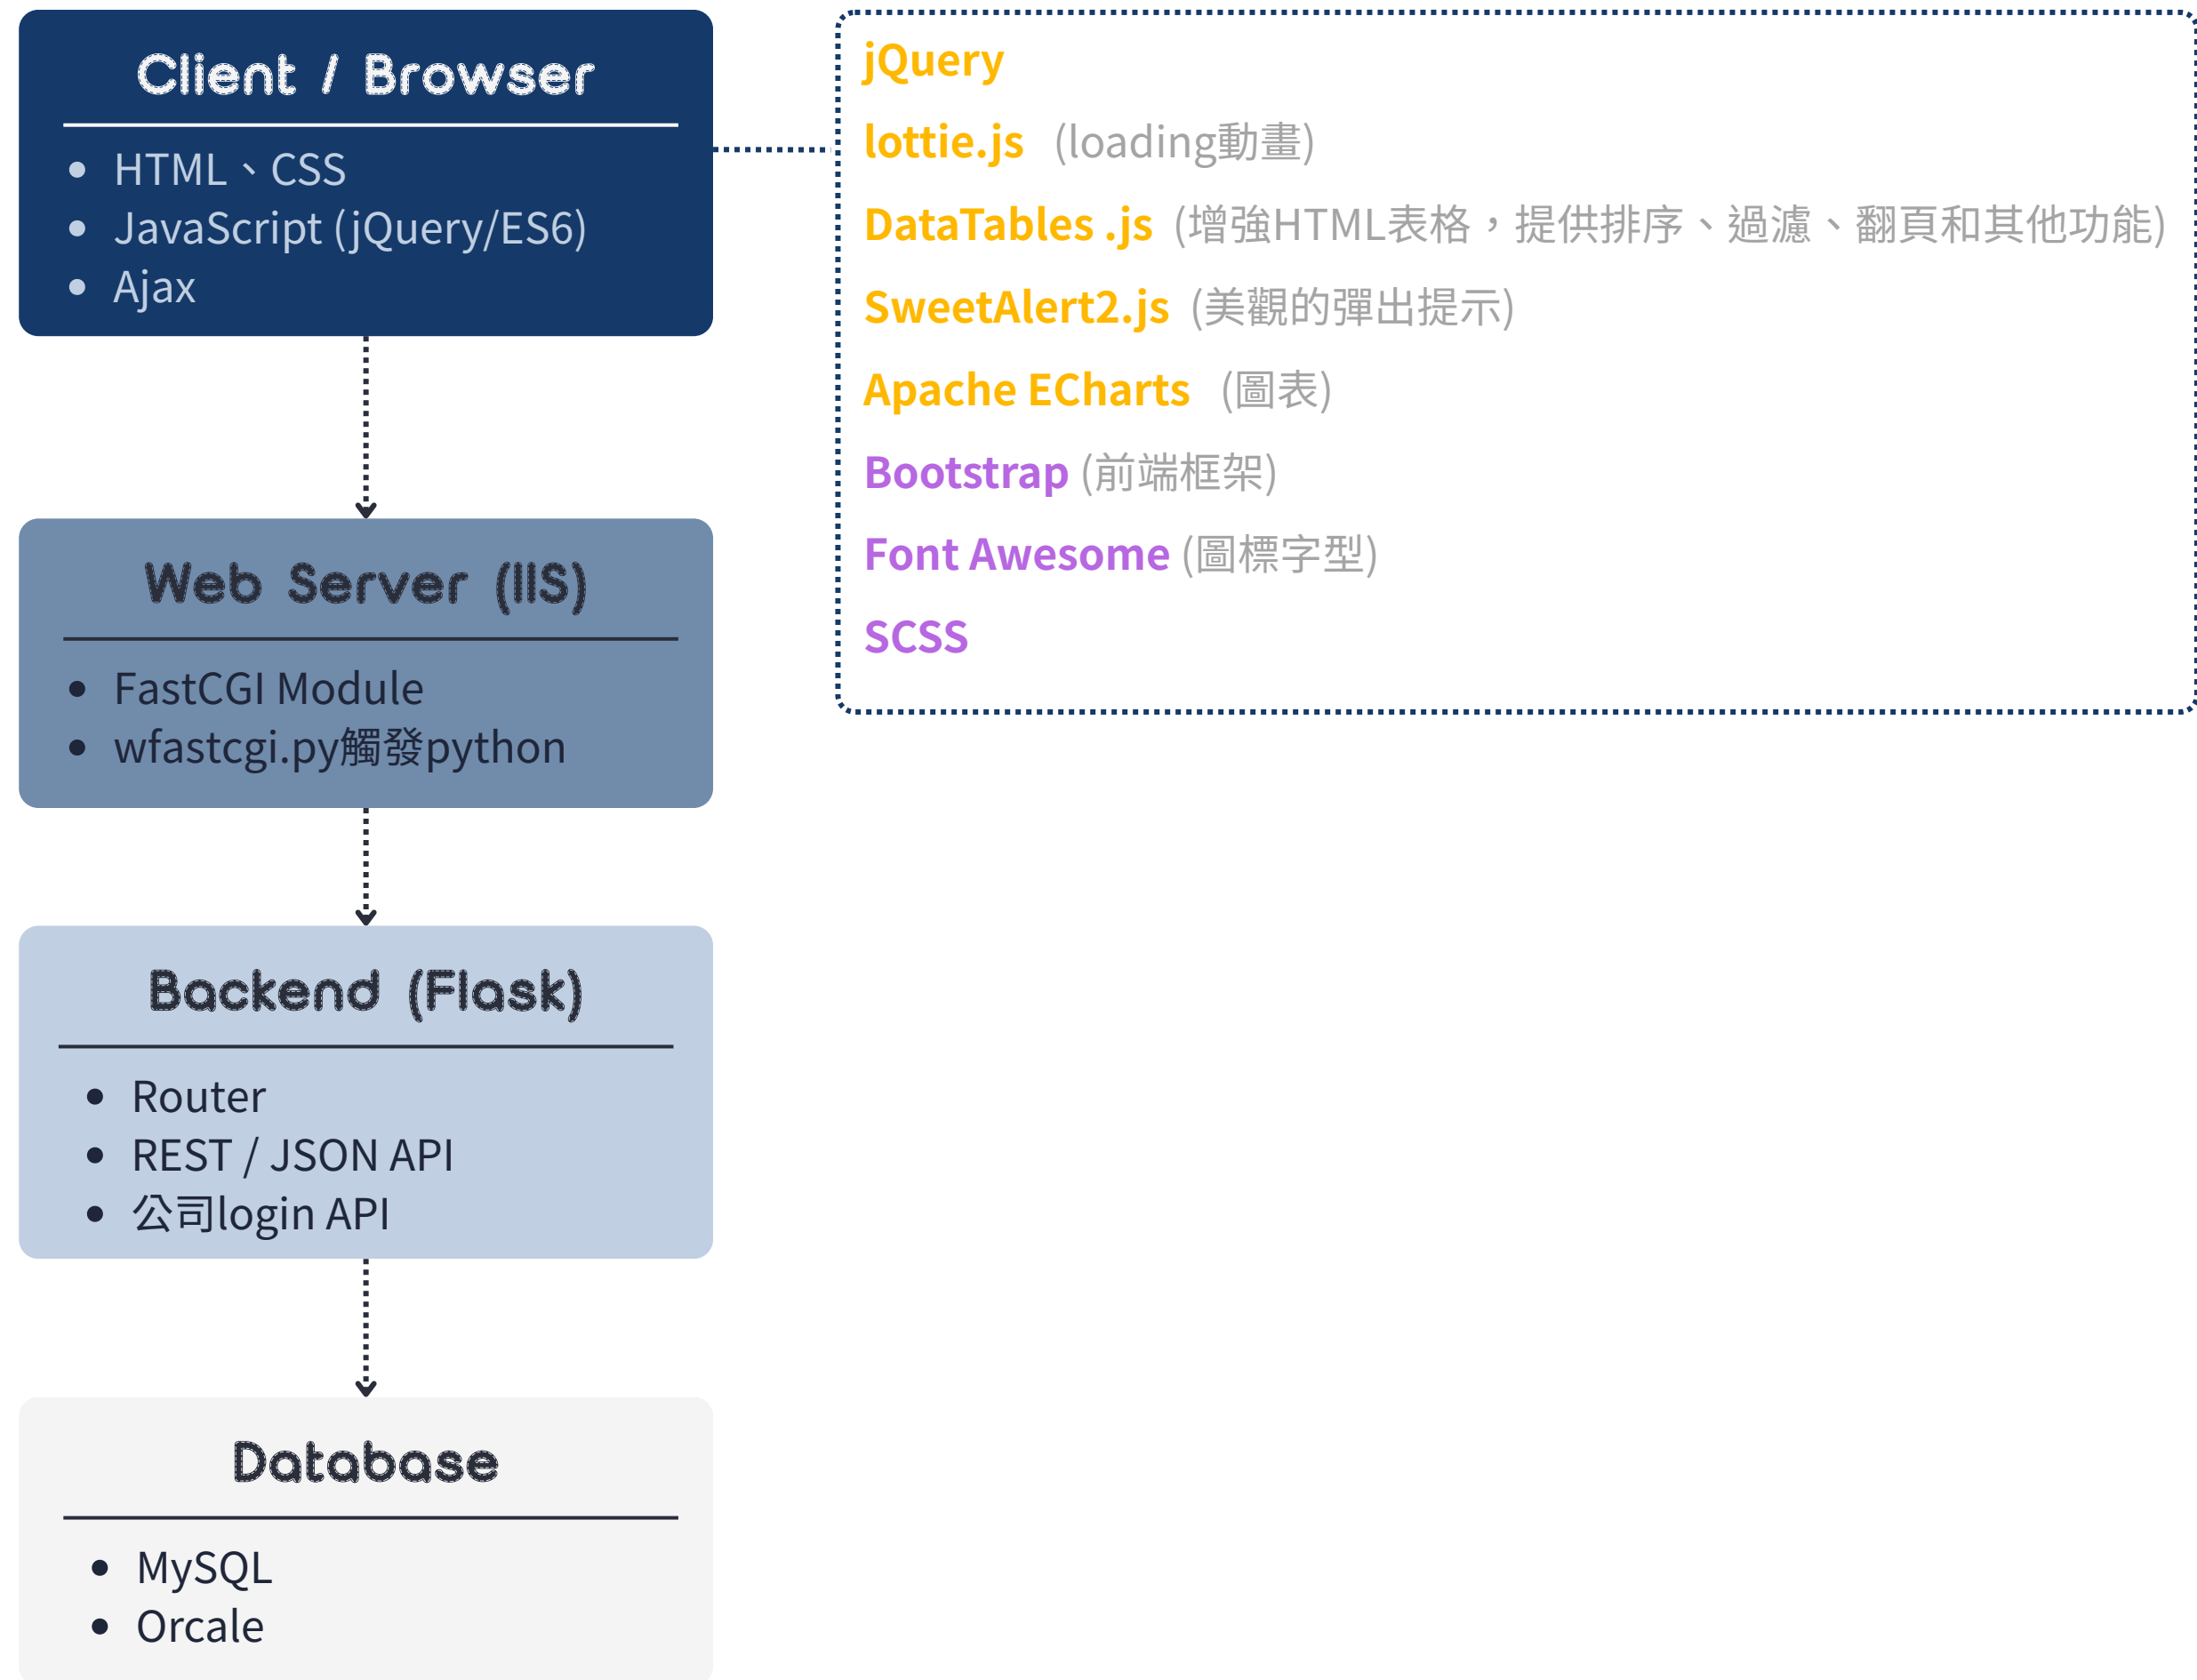 Client / Browser
HTML、CSS
JavaScript (jQuery/ES6)
Ajax
jQuery
lottie.js (loading動畫)
DataTables .js (增強HTML表格，提供排序、過濾、翻頁和其他功能)
SweetAlert2.js (美觀的彈出提示)
Apache ECharts (圖表)
Bootstrap (前端框架)
Font Awesome (圖標字型)
SCSS
Web Server (IIS)
FastCGI Module
wfastcgi.py觸發python
Backend (Flask)
Router
REST / JSON API
公司login API
Database
MySQL
Orcale